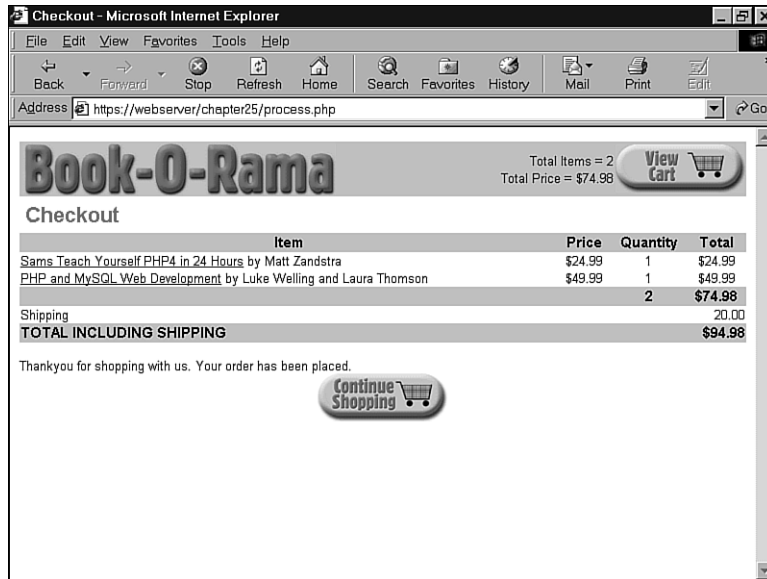 Checkout - Microsoft Internet Explorer
File Edit View Favorites Tools Help
Back Forward Stop Refresh Home Search Favorites History Mail Print Edit
Address https://webserver/chapter25/process.php Go
Book-O-Rama
Total Items = 2
Total Price = $74.98
View
Cart
Checkout
Item Price Quantity Total
Sams Teach Yourself PHP4 in 24 Hours by Matt Zandstra $24.99 1 $24.99
PHP and MySQL Web Development by Luke Welling and Laura Thomson $49.99 1 $49.99
2 $74.98
Shipping 20.00
TOTAL INCLUDING SHIPPING $94.98
Thankyou for shopping with us. Your order has been placed.
Continue
Shopping